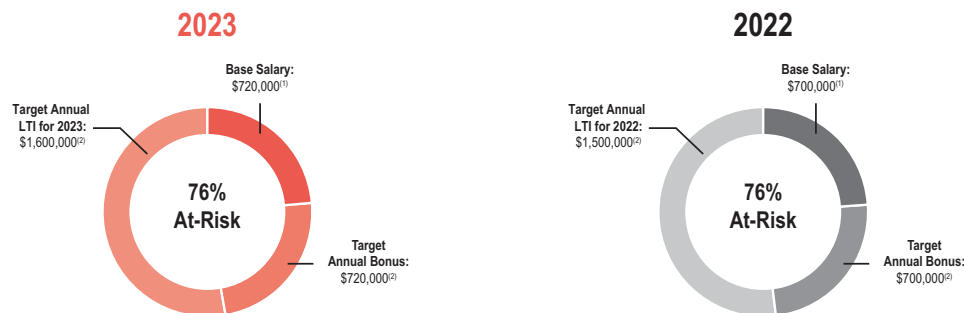 2023
Base Salary:
$720,000(1)
Target Annual
LTI for 2023:
$1,600,000(2)
76%
At-Risk
Target
Annual Bonus:
$720,000(2)
2022
Base Salary:
$700,000(1)
Target Annual
LTI for 2022:
$1,500,000(2)
76%
At-Risk
Target
Annual Bonus:
$700,000(2)